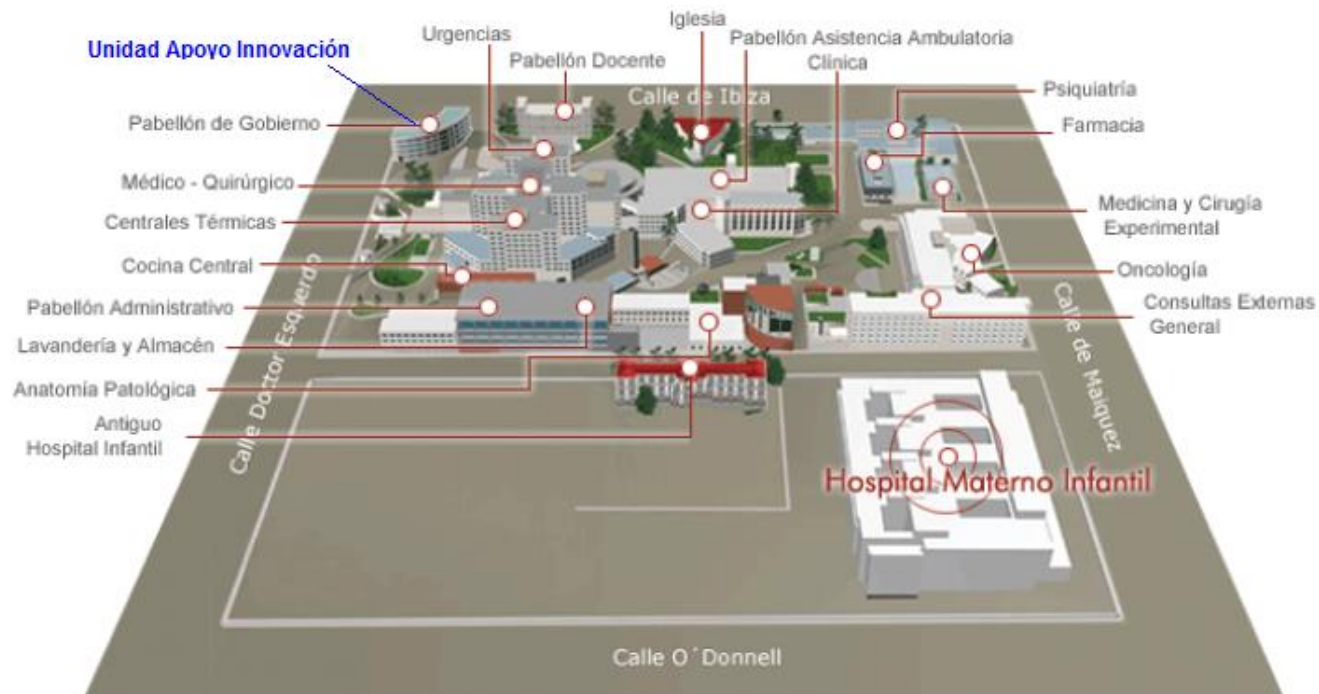 Iglesia
Urgencias
Pabellón Asistencia Ambulatoria
Clínica
Unidad Apoyo Innovación
Pabellón Docente
Calle de Ibiza
Psiquiatría
Pabellón de Gobierno
Farmacia
Médico - Quirúrgico
Centrales Térmicas
Medicina y Cirugía
Experimental
Cocina Central
Oncología
Pabellón Administrativo
Consultas Externas
General
Lavandería y Almacén
Anatomía Patológica
Antiguo
Hospital Infantil
Calle Doctor Esquerdo
Calle de Maiquez
Hospital Materno Infantil
Calle O´Donnell